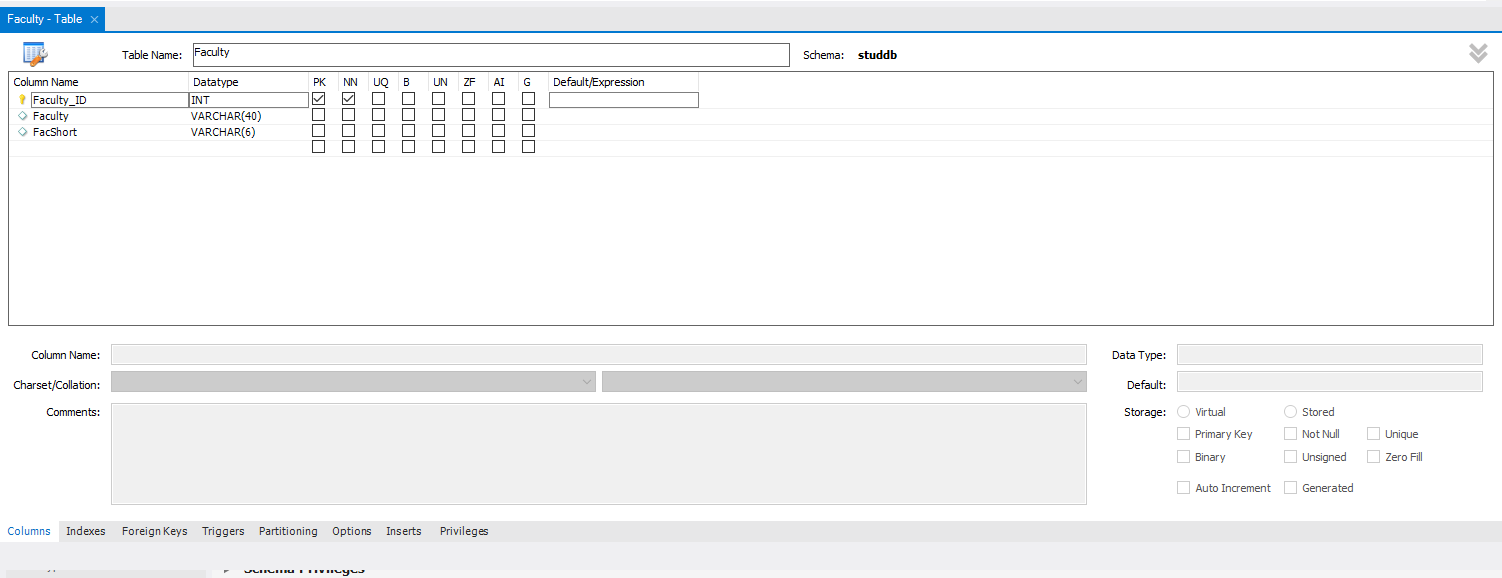 Faculty - Table ×
Table Name: Faculty Schema: studdb
Column Name Datatype PK NN UQ B UN ZF AI G Default/Expression
Faculty_ID INT
Faculty VARCHAR(40)
FacShort VARCHAR(6)
Column Name: Data Type:
Charset/Collation: Default:
Comments: Storage: Virtual Stored
Primary Key Not Null Unique
Binary Unsigned Zero Fill
Auto Increment Generated
Columns Indexes Foreign Keys Triggers Partitioning Options Inserts Privileges
Schema Privileges